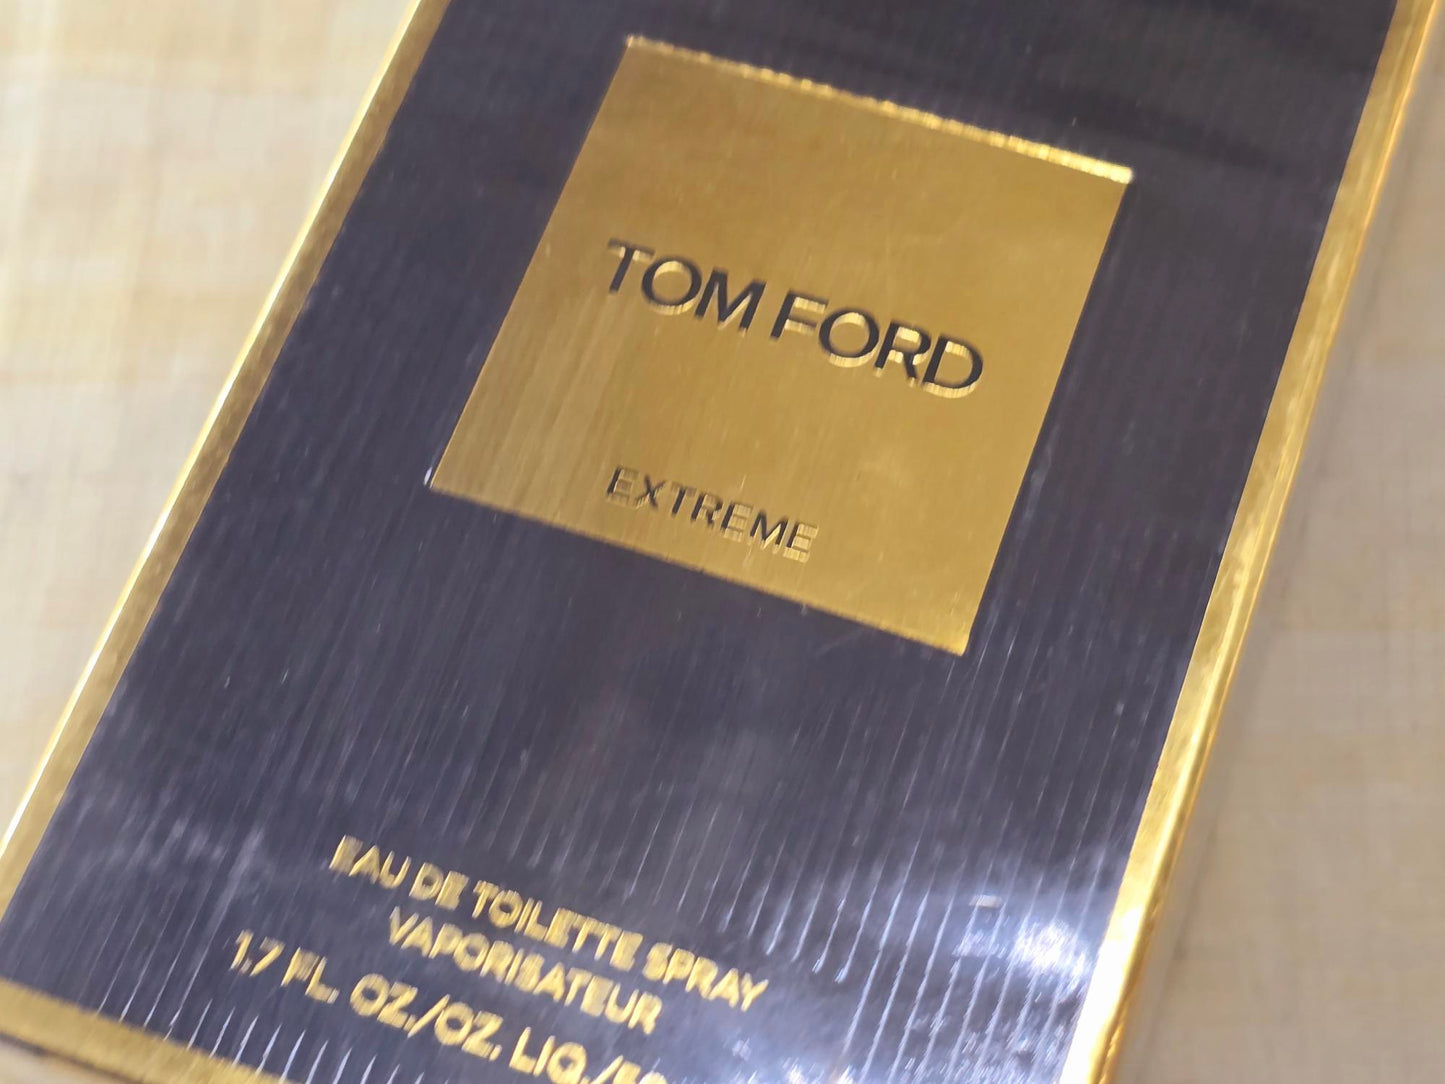 TOM FORD
EXTREME
EAU DE TOILETTE SPRAY
VAPORISATEUR
1.7 FL. OZ./OZ. LIQ./